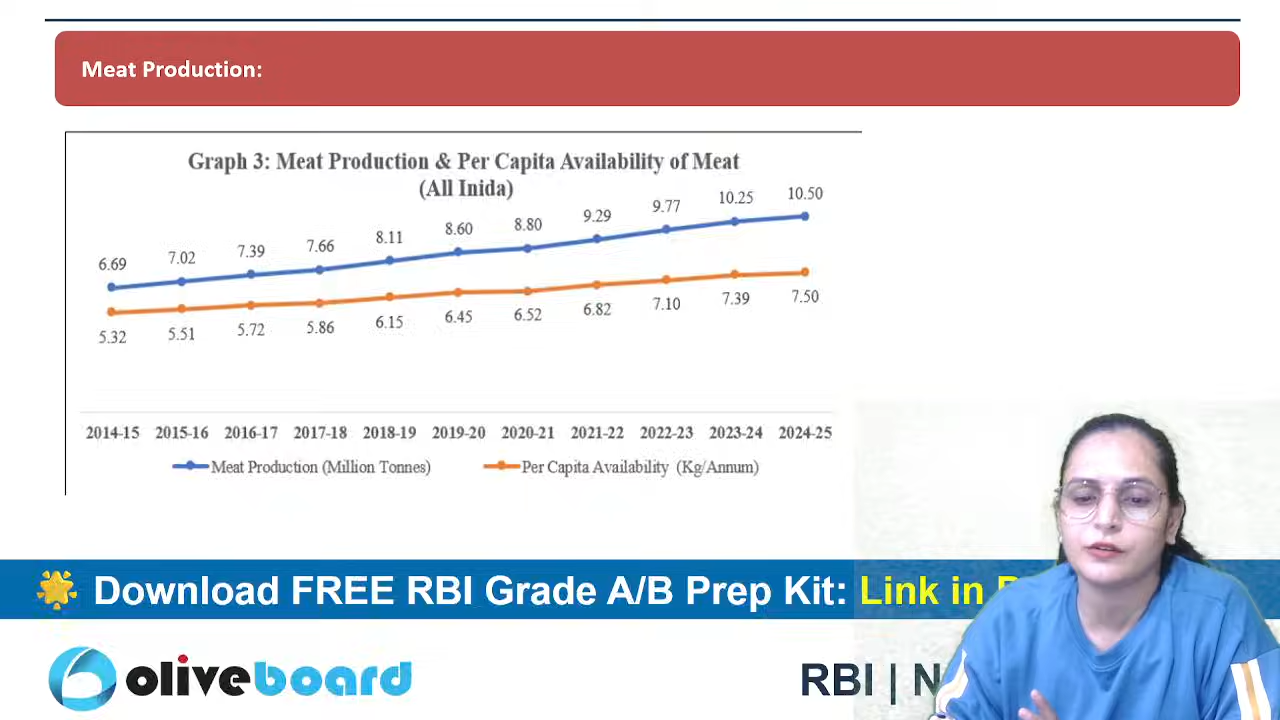 Meat Production:
Graph 3: Meat Production & Per Capita Availability of Meat
(All Inida)
6.69 7.02 7.39 7.66 8.11 8.60 8.80 9.29 9.77 10.25 10.50
5.32 5.51 5.72 5.86 6.15 6.45 6.52 6.82 7.10 7.39 7.50
2014-15 2015-16 2016-17 2017-18 2018-19 2019-20 2020-21 2021-22 2022-23 2023-24 2024-25
Meat Production (Million Tonnes) Per Capita Availability (Kg/Annum)
Download FREE RBI Grade A/B Prep Kit: Link in
oliveboard
RBI |